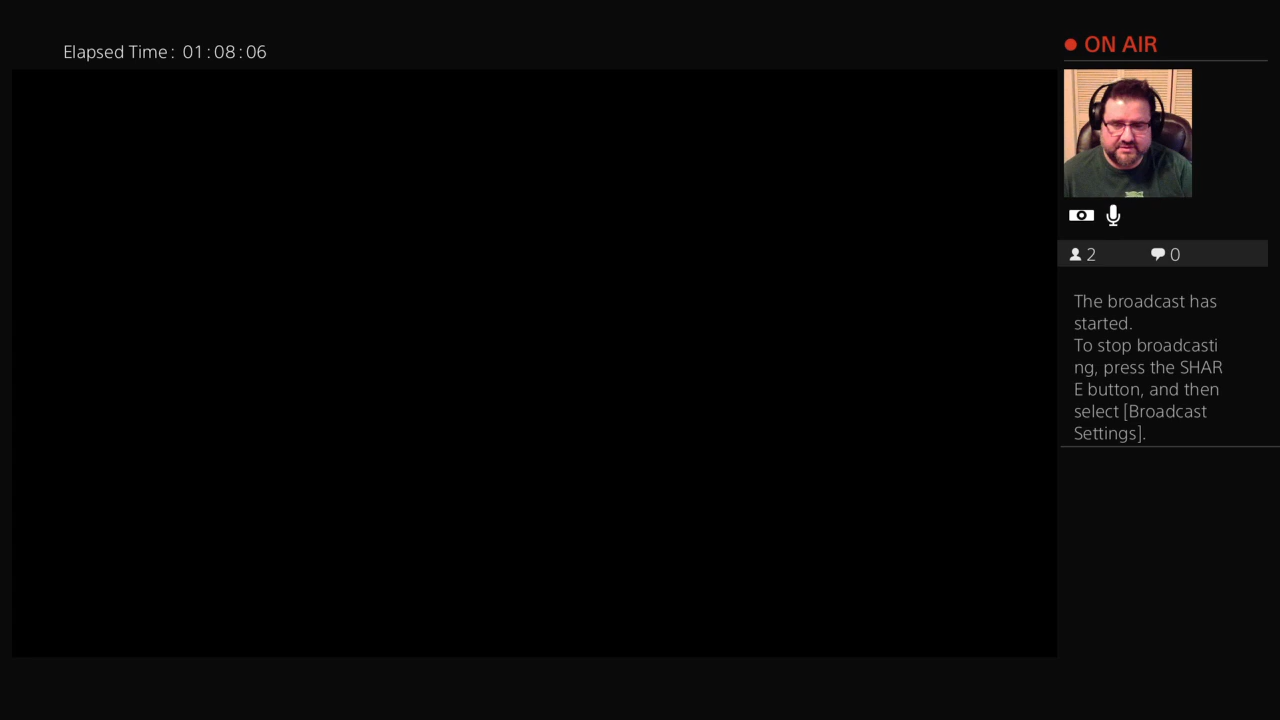 Elapsed Time: 01:08:06
ON AIR
2 0
The broadcast has
started.
To stop broadcasti
ng, press the SHAR
E button, and then
select [Broadcast
Settings].